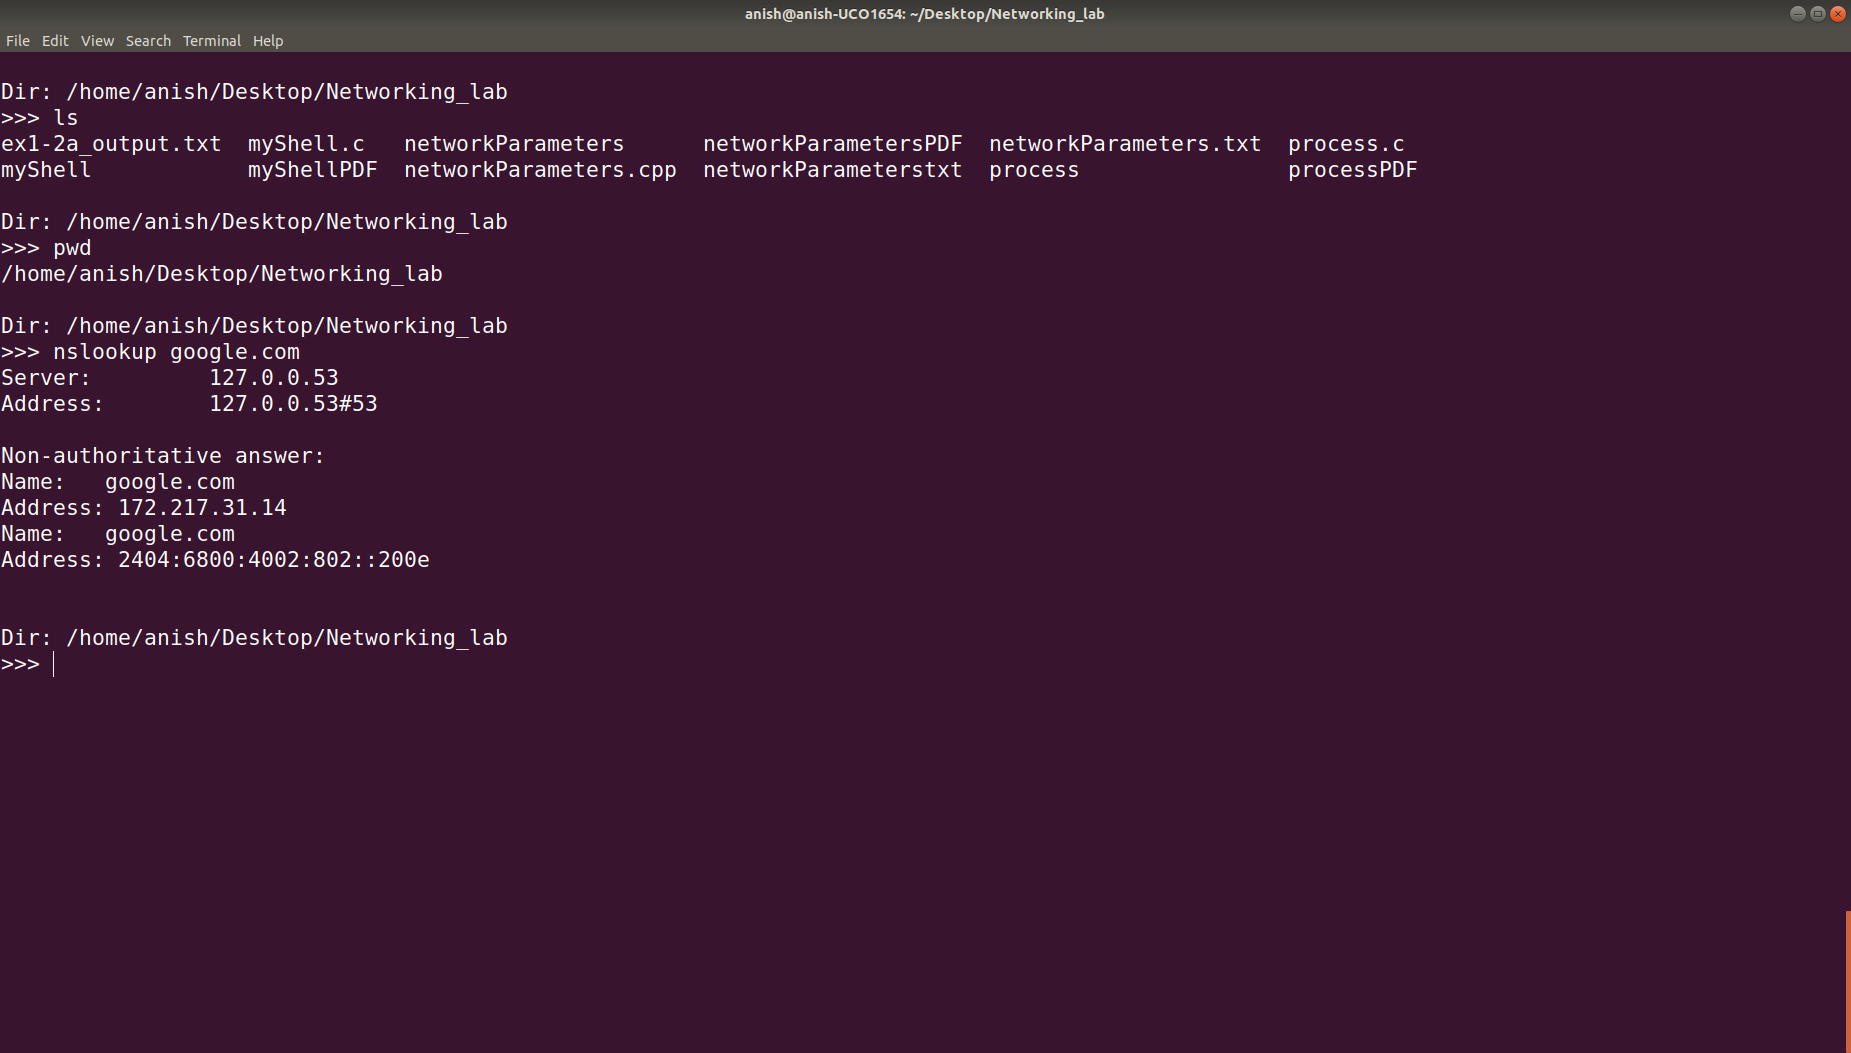 anish@anish-UCO1654: ~/Desktop/Networking_lab
File Edit View Search Terminal Help
Dir: /home/anish/Desktop/Networking_lab
>>> ls
ex1-2a_output.txt  myShell.c   networkParameters      networkParametersPDF  networkParameters.txt  process.c
myShell            myShellPDF  networkParameters.cpp  networkParameterstxt  process                processPDF
Dir: /home/anish/Desktop/Networking_lab
>>> pwd
/home/anish/Desktop/Networking_lab
Dir: /home/anish/Desktop/Networking_lab
>>> nslookup google.com
Server:         127.0.0.53
Address:        127.0.0.53#53
Non-authoritative answer:
Name:   google.com
Address: 172.217.31.14
Name:   google.com
Address: 2404:6800:4002:802::200e
Dir: /home/anish/Desktop/Networking_lab
>>>